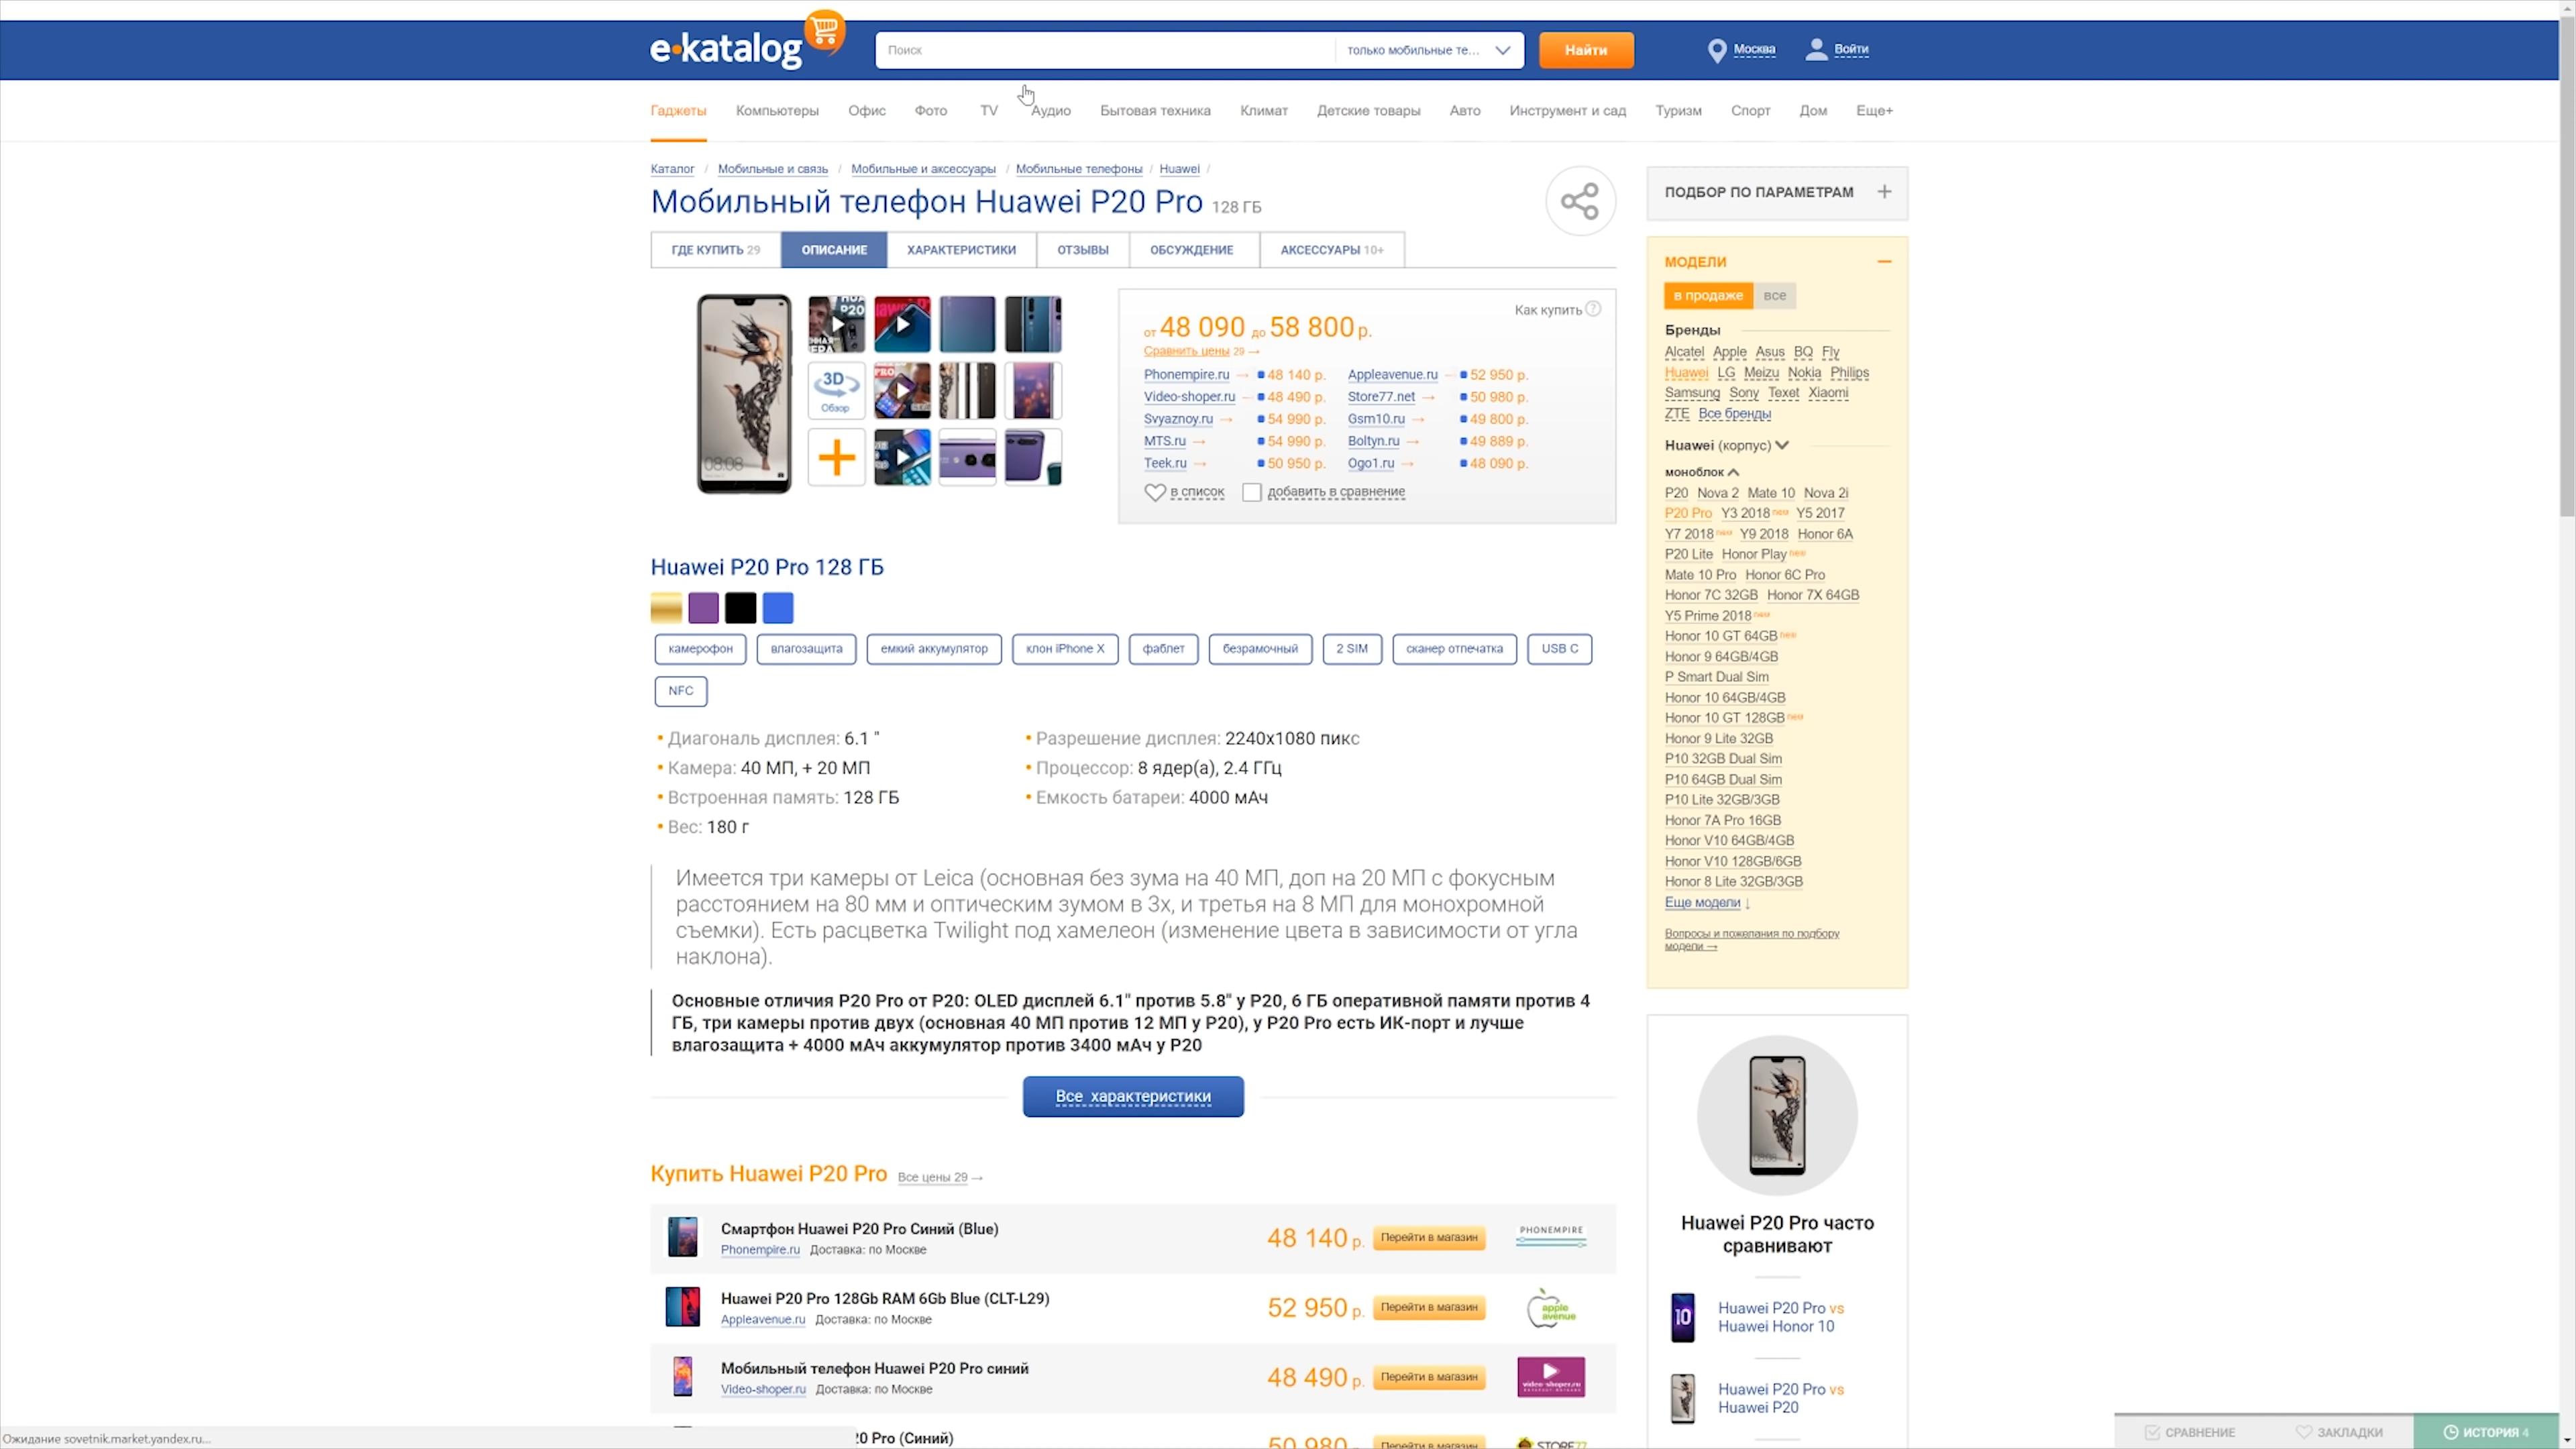 e·katalog
Поиск
только мобильные те...
Найти
Москва
Войти
Гаджеты Компьютеры Офис Фото TV Аудио Бытовая техника Климат Детские товары Авто Инструмент и сад Туризм Спорт Дом Еще+
Каталог / Мобильные и связь / Мобильные и аксессуары / Мобильные телефоны / Huawei /
Мобильный телефон Huawei P20 Pro 128 ГБ
ГДЕ КУПИТЬ 29 ОПИСАНИЕ ХАРАКТЕРИСТИКИ ОТЗЫВЫ ОБСУЖДЕНИЕ АКСЕССУАРЫ 10+
08:08
3D
Обзор
Как купить ?
от 48 090 до 58 800 р.
Сравнить цены 29 →
Phonempire.ru → 48 140 р. Appleavenue.ru → 52 950 р.
Video-shoper.ru → 48 490 р. Store77.net → 50 980 р.
Svyaznoy.ru → 54 990 р. Gsm10.ru → 49 800 р.
MTS.ru → 54 990 р. Boltyn.ru → 49 889 р.
Teek.ru → 50 950 р. Ogo1.ru → 48 090 р.
в список добавить в сравнение
Huawei P20 Pro 128 ГБ
камерофон влагозащита емкий аккумулятор клон iPhone X фаблет безрамочный 2 SIM сканер отпечатка USB C
NFC
• Диагональ дисплея: 6.1 " • Разрешение дисплея: 2240x1080 пикс
• Камера: 40 МП, + 20 МП • Процессор: 8 ядер(а), 2.4 ГГц
• Встроенная память: 128 ГБ • Емкость батареи: 4000 мАч
• Вес: 180 г
Имеется три камеры от Leica (основная без зума на 40 МП, доп на 20 МП с фокусным
расстоянием на 80 мм и оптическим зумом в 3х, и третья на 8 МП для монохромной
съемки). Есть расцветка Twilight под хамелеон (изменение цвета в зависимости от угла
наклона).
Основные отличия P20 Pro от P20: OLED дисплей 6.1" против 5.8" у P20, 6 ГБ оперативной памяти против 4
ГБ, три камеры против двух (основная 40 МП против 12 МП у P20), у P20 Pro есть ИК-порт и лучше
влагозащита + 4000 мАч аккумулятор против 3400 мАч у P20
Все характеристики
Купить Huawei P20 Pro Все цены 29 →
Смартфон Huawei P20 Pro Синий (Blue)
Phonempire.ru Доставка: по Москве
48 140 р. Перейти в магазин PHONEMPIRE
Huawei P20 Pro 128Gb RAM 6Gb Blue (CLT-L29)
Appleavenue.ru Доставка: по Москве
52 950 р. Перейти в магазин apple avenue
Мобильный телефон Huawei P20 Pro синий
Video-shoper.ru Доставка: по Москве
48 490 р. Перейти в магазин video-shoper.ru
20 Pro (Синий)
50 980 р. Перейти в магазин STORE77
ПОДБОР ПО ПАРАМЕТРАМ +
МОДЕЛИ
в продаже все
Бренды
Alcatel Apple Asus BQ Fly
Huawei LG Meizu Nokia Philips
Samsung Sony Texet Xiaomi
ZTE Все бренды
Huawei (корпус)
моноблок
P20 Nova 2 Mate 10 Nova 2i
P20 Pro Y3 2018 new Y5 2017
Y7 2018 new Y9 2018 Honor 6A
P20 Lite Honor Play new
Mate 10 Pro Honor 6C Pro
Honor 7C 32GB Honor 7X 64GB
Y5 Prime 2018 new
Honor 10 GT 64GB new
Honor 9 64GB/4GB
P Smart Dual Sim
Honor 10 64GB/4GB
Honor 10 GT 128GB new
Honor 9 Lite 32GB
P10 32GB Dual Sim
P10 64GB Dual Sim
P10 Lite 32GB/3GB
Honor 7A Pro 16GB
Honor V10 64GB/4GB
Honor V10 128GB/6GB
Honor 8 Lite 32GB/3GB
Еще модели ↓
Вопросы и пожелания по подбору
модели →
Huawei P20 Pro часто
сравнивают
10
Huawei P20 Pro vs
Huawei Honor 10
Huawei P20 Pro vs
Huawei P20
Ожидание sovetnik.market.yandex.ru...
СРАВНЕНИЕ ЗАКЛАДКИ ИСТОРИЯ 4